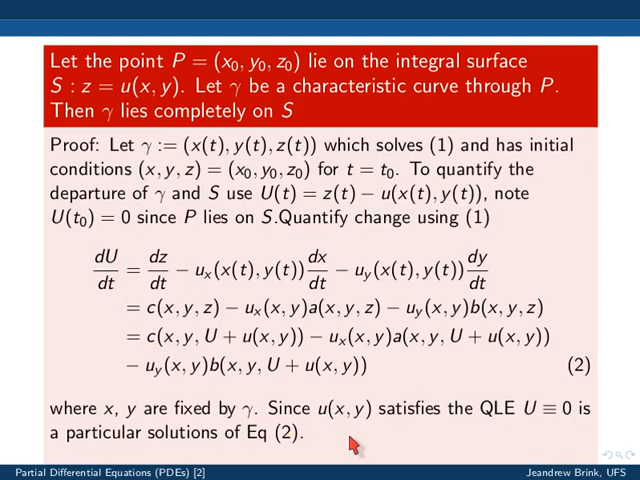 Let the point P = (x₀, y₀, z₀) lie on the integral surface
S : z = u(x, y). Let γ be a characteristic curve through P.
Then γ lies completely on S
Proof: Let γ := (x(t), y(t), z(t)) which solves (1) and has initial
conditions (x, y, z) = (x₀, y₀, z₀) for t = t₀. To quantify the
departure of γ and S use U(t) = z(t) − u(x(t), y(t)), note
U(t₀) = 0 since P lies on S.Quantify change using (1)
dU/dt = dz/dt − uₓ(x(t), y(t)) dx/dt − u_y(x(t), y(t)) dy/dt
= c(x, y, z) − uₓ(x, y)a(x, y, z) − u_y(x, y)b(x, y, z)
= c(x, y, U + u(x, y)) − uₓ(x, y)a(x, y, U + u(x, y))
− u_y(x, y)b(x, y, U + u(x, y)) (2)
where x, y are fixed by γ. Since u(x, y) satisfies the QLE U ≡ 0 is
a particular solutions of Eq (2).
Partial Differential Equations (PDEs) [2] Jeandrew Brink, UFS